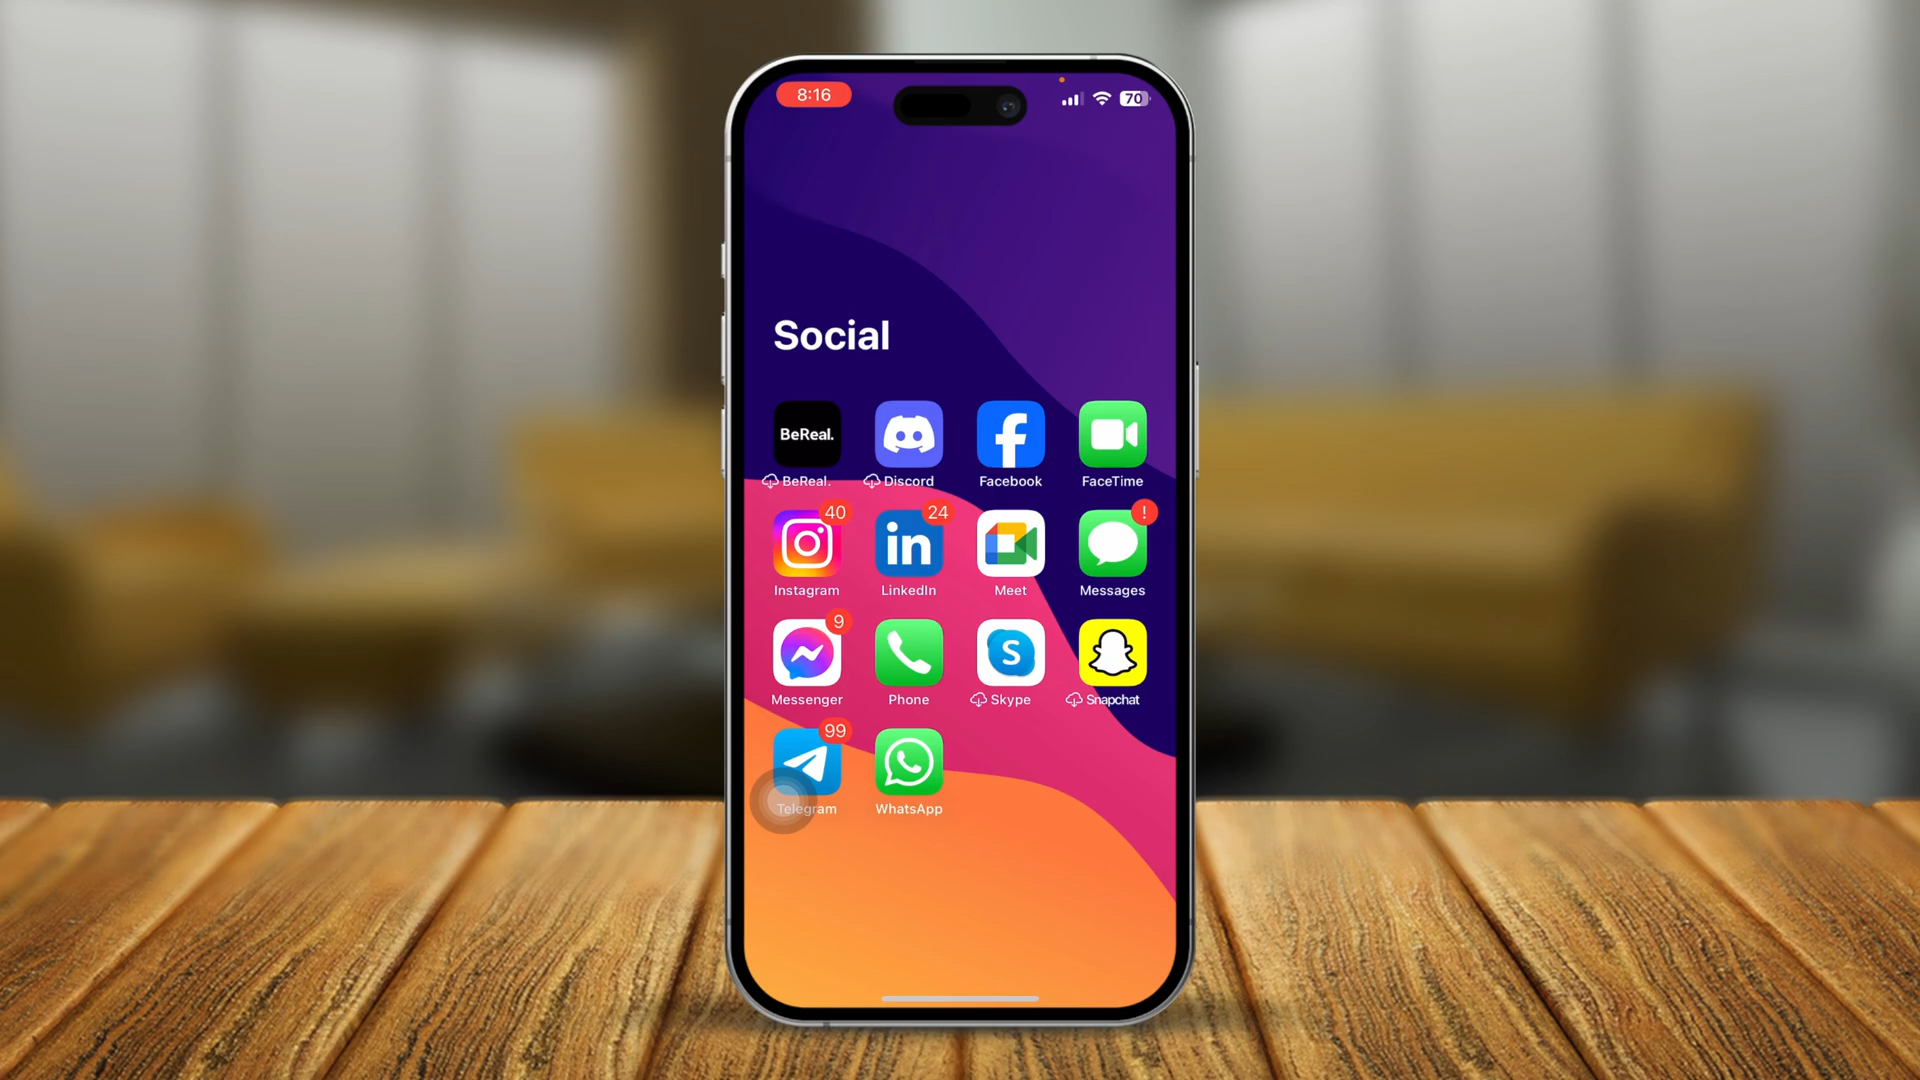 8:16
70
Social
BeReal.
BeReal. Discord Facebook FaceTime
40 24 !
in
Instagram LinkedIn Meet Messages
9
S
Messenger Phone Skype Snapchat
99
Telegram WhatsApp